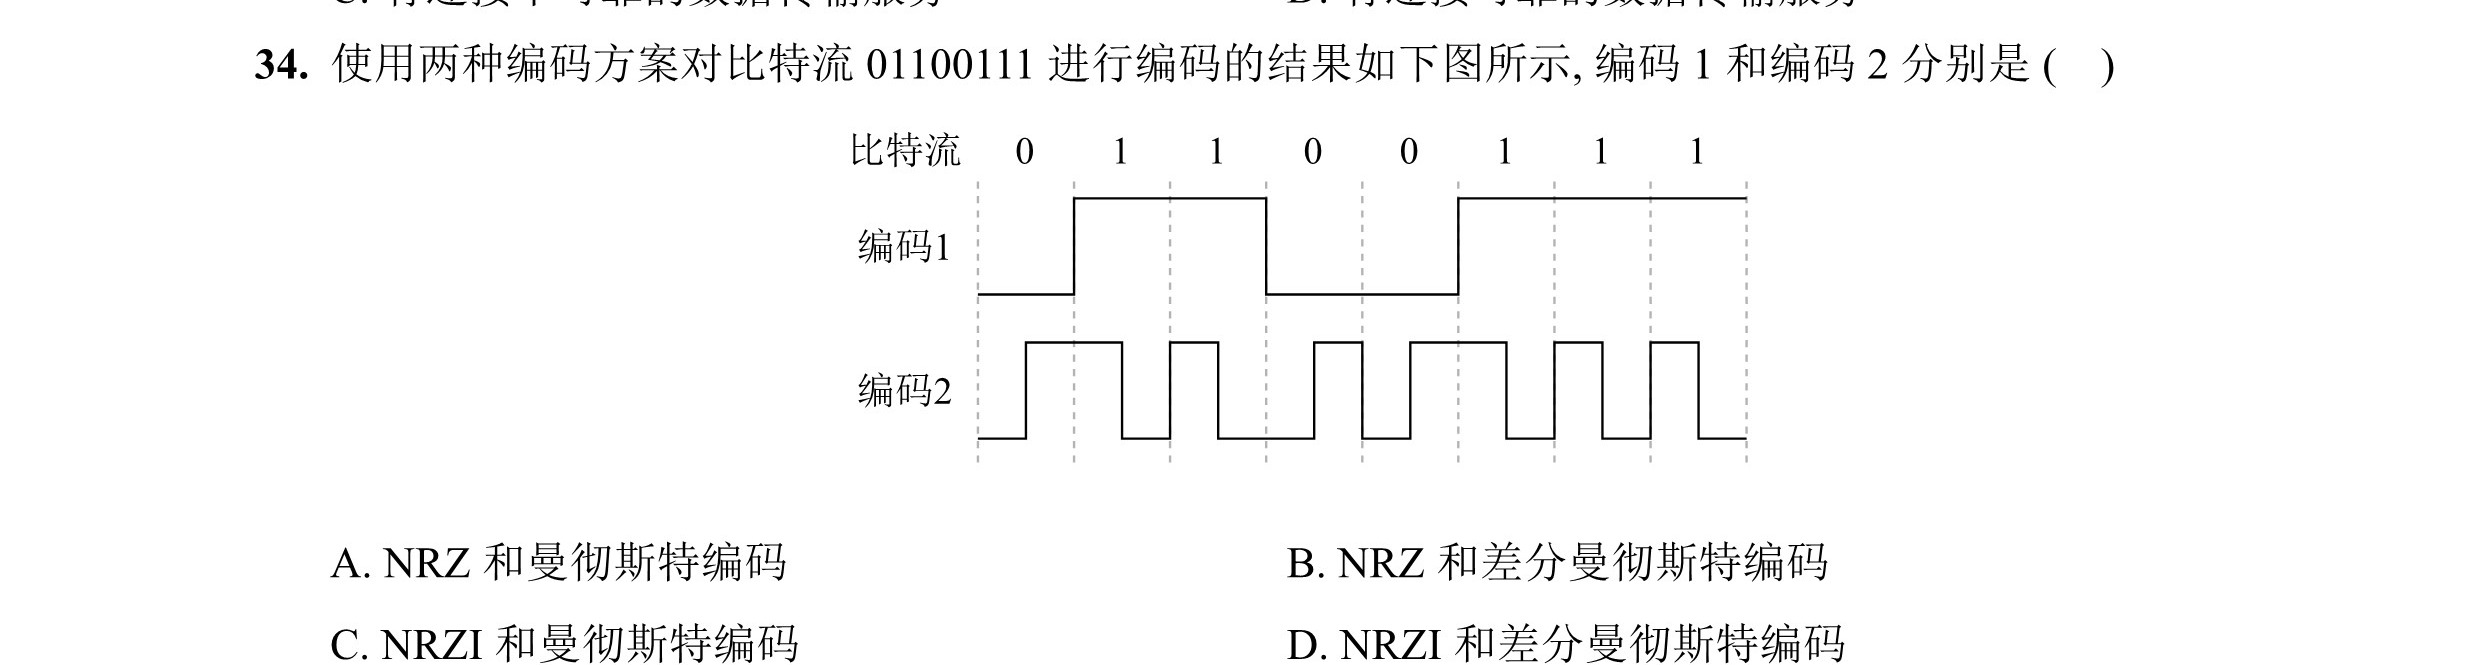 34. 使用两种编码方案对比特流 01100111 进行编码的结果如下图所示, 编码 1 和编码 2 分别是 ( )
比特流 0 1 1 0 0 1 1 1
编码1
编码2
A. NRZ 和曼彻斯特编码 B. NRZ 和差分曼彻斯特编码
C. NRZI 和曼彻斯特编码 D. NRZI 和差分曼彻斯特编码